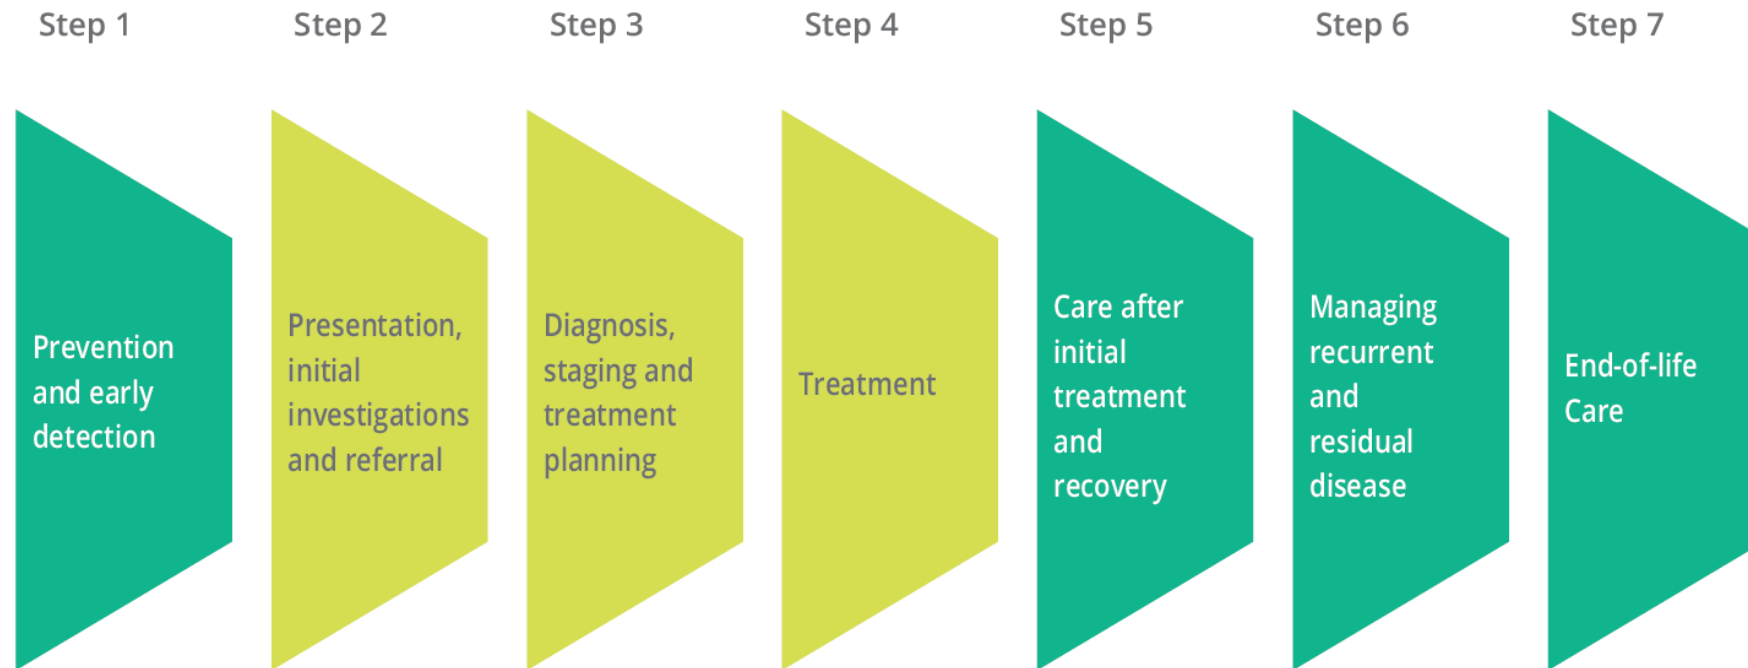 Step 1
Step 2
Step 3
Step 4
Step 5
Step 6
Step 7
Prevention
and early
detection
Presentation,
initial
investigations
and referral
Diagnosis,
staging and
treatment
planning
Treatment
Care after
initial
treatment
and
recovery
Managing
recurrent
and
residual
disease
End-of-life
Care